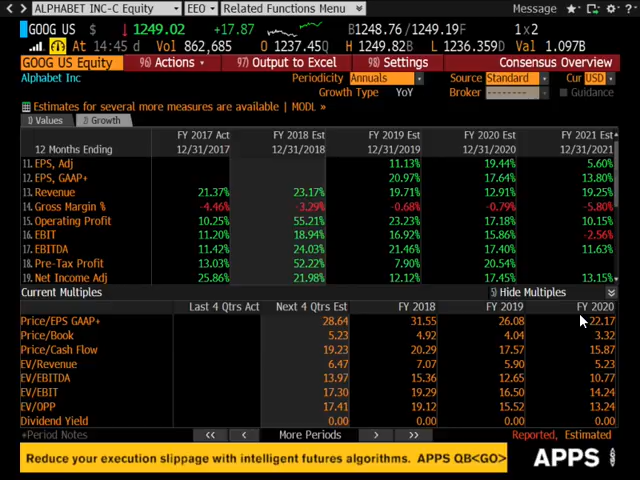 ALPHABET INC-C Equity EEO Related Functions Menu Message
GOOG US ↓ 1249.02 +17.87 B1248.76 / 1249.19F 1 x 2
At 14:45 d Vol 862,685 O 1237.45Q H 1249.82B L 1236.359D Val 1.097B
GOOG US Equity 96) Actions 97) Output to Excel 98) Settings Consensus Overview
Alphabet Inc Periodicity Annuals Source Standard Cur USD
Growth Type YoY Broker -------- Guidance
Estimates for several more measures are available | MODL »
1) Values 2) Growth
FY 2017 Act FY 2018 Est FY 2019 Est FY 2020 Est FY 2021 Est
12 Months Ending 12/31/2017 12/31/2018 12/31/2019 12/31/2020 12/31/2021
11. EPS, Adj 11.13% 19.44% 5.60%
12. EPS, GAAP+ 20.97% 17.64% 13.80%
13. Revenue 21.37% 23.17% 19.71% 12.91% 19.25%
14. Gross Margin % -4.46% -3.29% -0.68% -0.79% -5.80%
15. Operating Profit 10.25% 55.21% 23.23% 17.18% 10.15%
16. EBIT 11.20% 18.94% 16.92% 15.86% -2.56%
17. EBITDA 11.42% 24.03% 21.46% 17.40% 11.63%
18. Pre-Tax Profit 13.03% 52.22% 7.90% 20.54%
19. Net Income Adj 25.86% 21.98% 12.12% 17.45% 13.15%
Current Multiples Hide Multiples
Last 4 Qtrs Act Next 4 Qtrs Est FY 2018 FY 2019 FY 2020
Price/EPS GAAP+ 28.64 31.55 26.08 22.17
Price/Book 5.23 4.92 4.04 3.32
Price/Cash Flow 19.23 20.29 17.57 15.87
EV/Revenue 6.47 7.07 5.90 5.23
EV/EBITDA 13.97 15.36 12.65 10.77
EV/EBIT 17.30 19.29 16.50 14.24
EV/OPP 17.41 19.12 15.52 13.24
Dividend Yield 0.00 0.00 0.00 0.00
*Period Notes << < More Periods > >> Reported, Estimated
Reduce your execution slippage with intelligent futures algorithms. APPS QB<GO> APPS